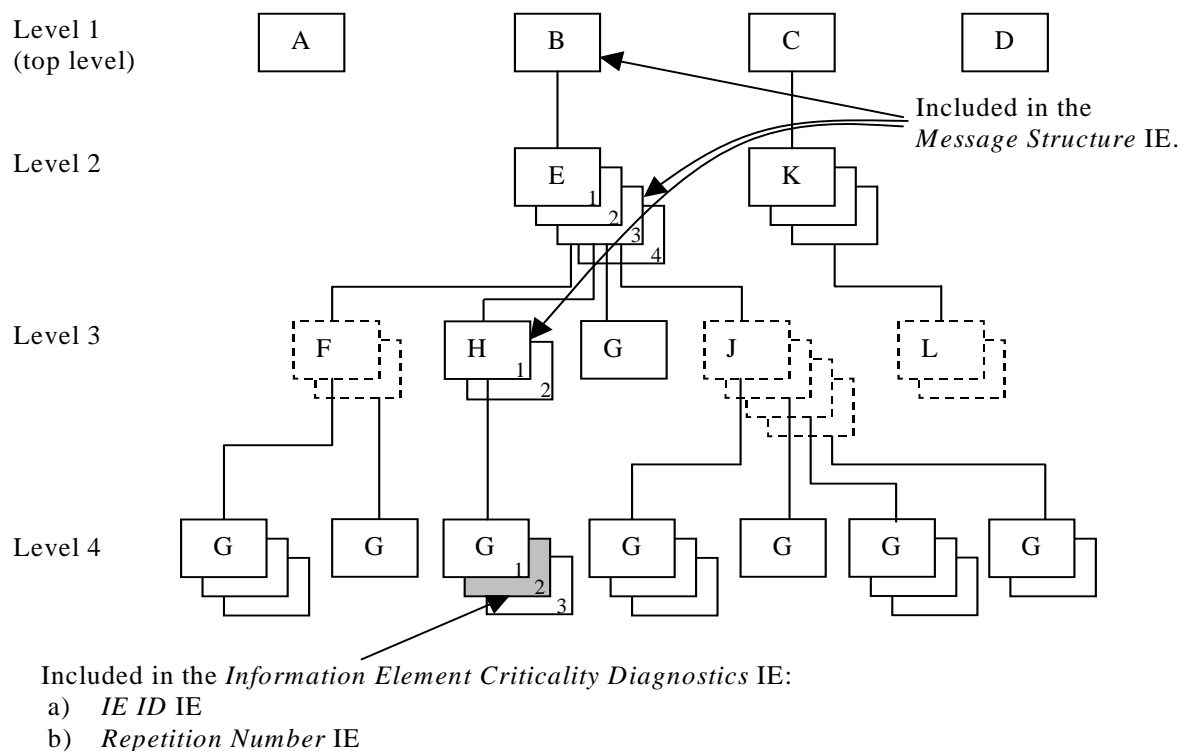 Level 1
(top level)
A
B
C
D
Included in the
Message Structure IE.
Level 2
E
1
2
3
4
K
Level 3
F
H
1
2
G
J
L
Level 4
G
G
G
1
2
3
G
G
G
G
Included in the Information Element Criticality Diagnostics IE:
a) IE ID IE
b) Repetition Number IE